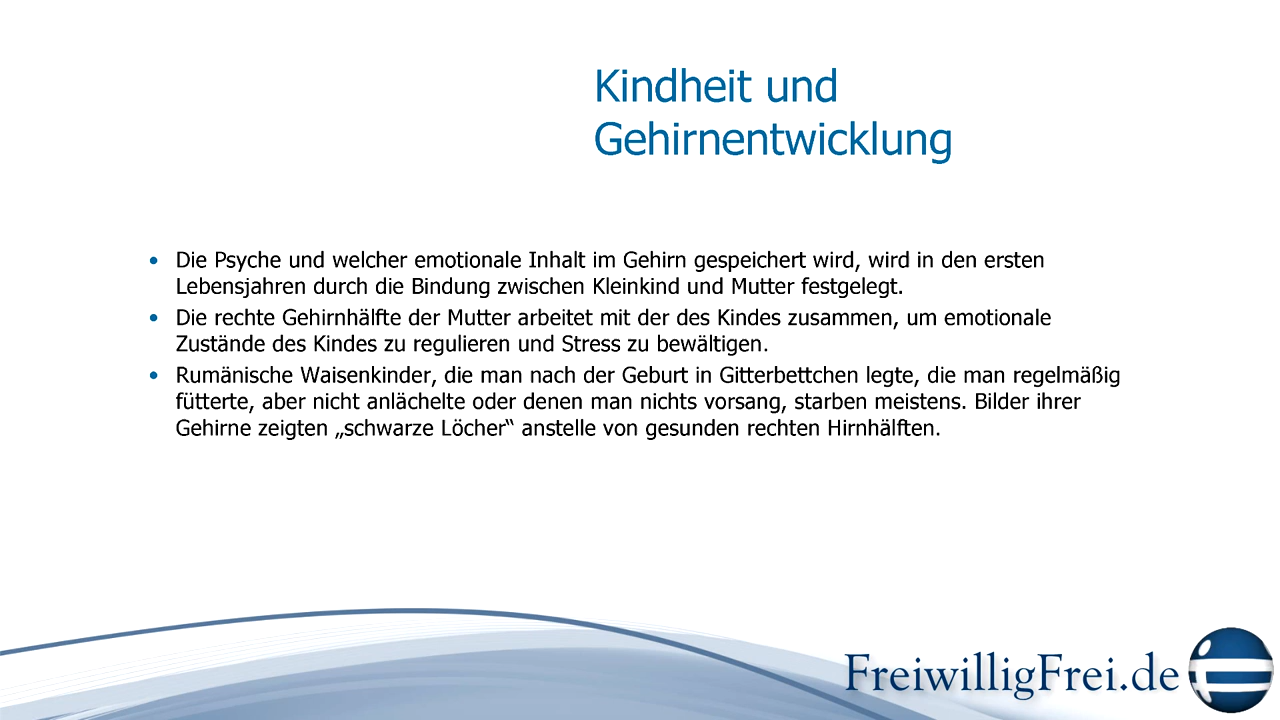 Kindheit und
Gehirnentwicklung
• Die Psyche und welcher emotionale Inhalt im Gehirn gespeichert wird, wird in den ersten
Lebensjahren durch die Bindung zwischen Kleinkind und Mutter festgelegt.
• Die rechte Gehirnhälfte der Mutter arbeitet mit der des Kindes zusammen, um emotionale
Zustände des Kindes zu regulieren und Stress zu bewältigen.
• Rumänische Waisenkinder, die man nach der Geburt in Gitterbettchen legte, die man regelmäßig
fütterte, aber nicht anlächelte oder denen man nichts vorsang, starben meistens. Bilder ihrer
Gehirne zeigten „schwarze Löcher“ anstelle von gesunden rechten Hirnhälften.
FreiwilligFrei.de